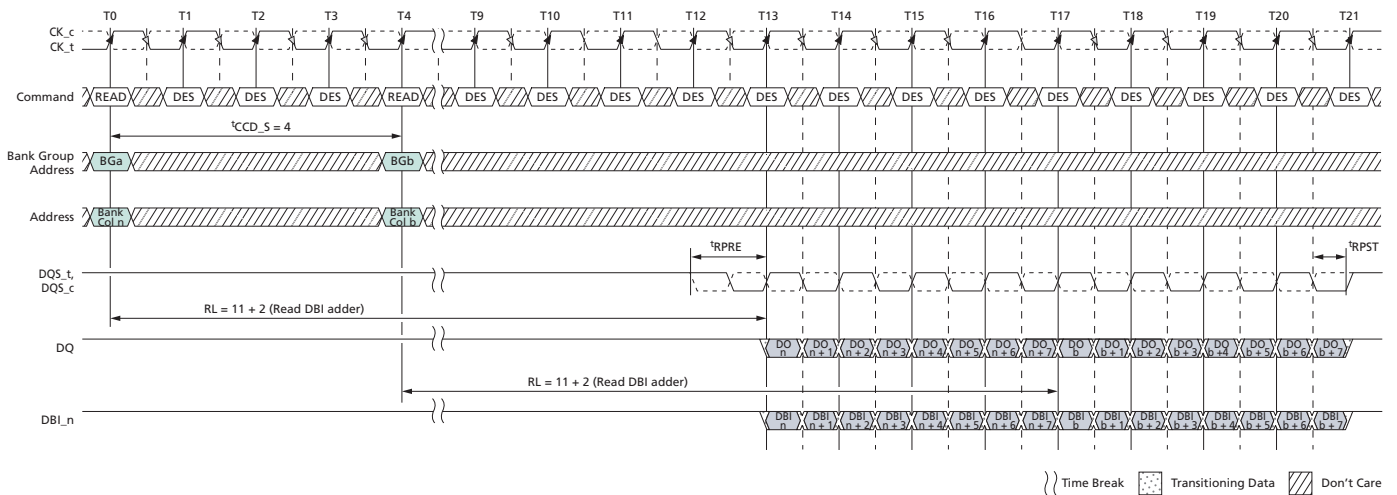 T0 T1 T2 T3 T4 T9 T10 T11 T12 T13 T14 T15 T16 T17 T18 T19 T20 T21
CK_c
CK_t
Command READ DES DES DES READ DES DES DES DES DES DES DES DES DES DES DES DES DES
tCCD_S = 4
Bank Group
Address BGa BGb
Address Bank
Col n Bank
Col b
tRPRE tRPST
DQS_t,
DQS_c
RL = 11 + 2 (Read DBI adder)
DQ DO
n DO
n + 1 DO
n + 2 DO
n + 3 DO
n + 4 DO
n + 5 DO
n + 6 DO
n + 7 DO
b DO
b + 1 DO
b + 2 DO
b + 3 DO
b + 4 DO
b + 5 DO
b + 6 DO
b + 7
RL = 11 + 2 (Read DBI adder)
DBI_n DBI
n DBI
n + 1 DBI
n + 2 DBI
n + 3 DBI
n + 4 DBI
n + 5 DBI
n + 6 DBI
n + 7 DBI
b DBI
b + 1 DBI
b + 2 DBI
b + 3 DBI
b + 4 DBI
b + 5 DBI
b + 6 DBI
b + 7
Time Break Transitioning Data Don't Care